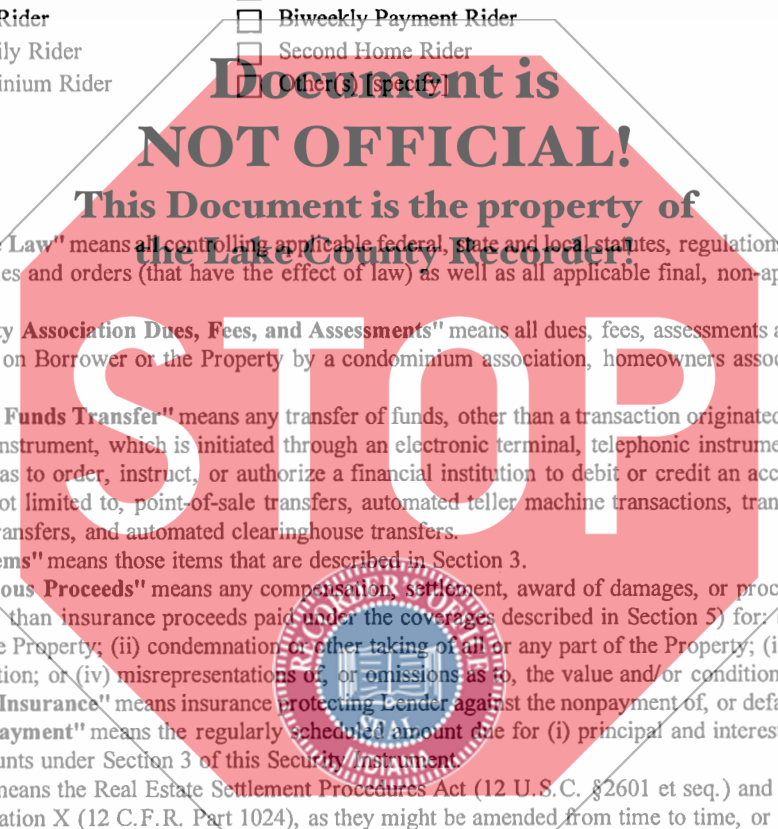 Rider ☐ Biweekly Payment Rider
ily Rider ☐ Second Home Rider
inium Rider ☐ Other(s) [specify]
Document is
NOT OFFICIAL!
This Document is the property of
the Lake County Recorder!
Law" means all controlling applicable federal, state and local statutes, regulation
es and orders (that have the effect of law) as well as all applicable final, non-ap
ty Association Dues, Fees, and Assessments" means all dues, fees, assessments a
on Borrower or the Property by a condominium association, homeowners assoc
Funds Transfer" means any transfer of funds, other than a transaction originated
nstrument, which is initiated through an electronic terminal, telephonic instrume
as to order, instruct, or authorize a financial institution to debit or credit an acc
ot limited to, point-of-sale transfers, automated teller machine transactions, tran
ransfers, and automated clearinghouse transfers.
STOP
ems" means those items that are described in Section 3.
ous Proceeds" means any compensation, settlement, award of damages, or proc
than insurance proceeds paid under the coverages described in Section 5) for:
e Property; (ii) condemnation or other taking of all or any part of the Property; (i
tion; or (iv) misrepresentations of, or omissions as to, the value and/or condition
Insurance" means insurance protecting Lender against the nonpayment of, or defa
ayment" means the regularly scheduled amount due for (i) principal and interes
unts under Section 3 of this Security Instrument.
RECORDER'S OFFICE
SEAL
INDIANA
means the Real Estate Settlement Procedures Act (12 U.S.C. §2601 et seq.) and
ation X (12 C.F.R. Part 1024), as they might be amended from time to time, or